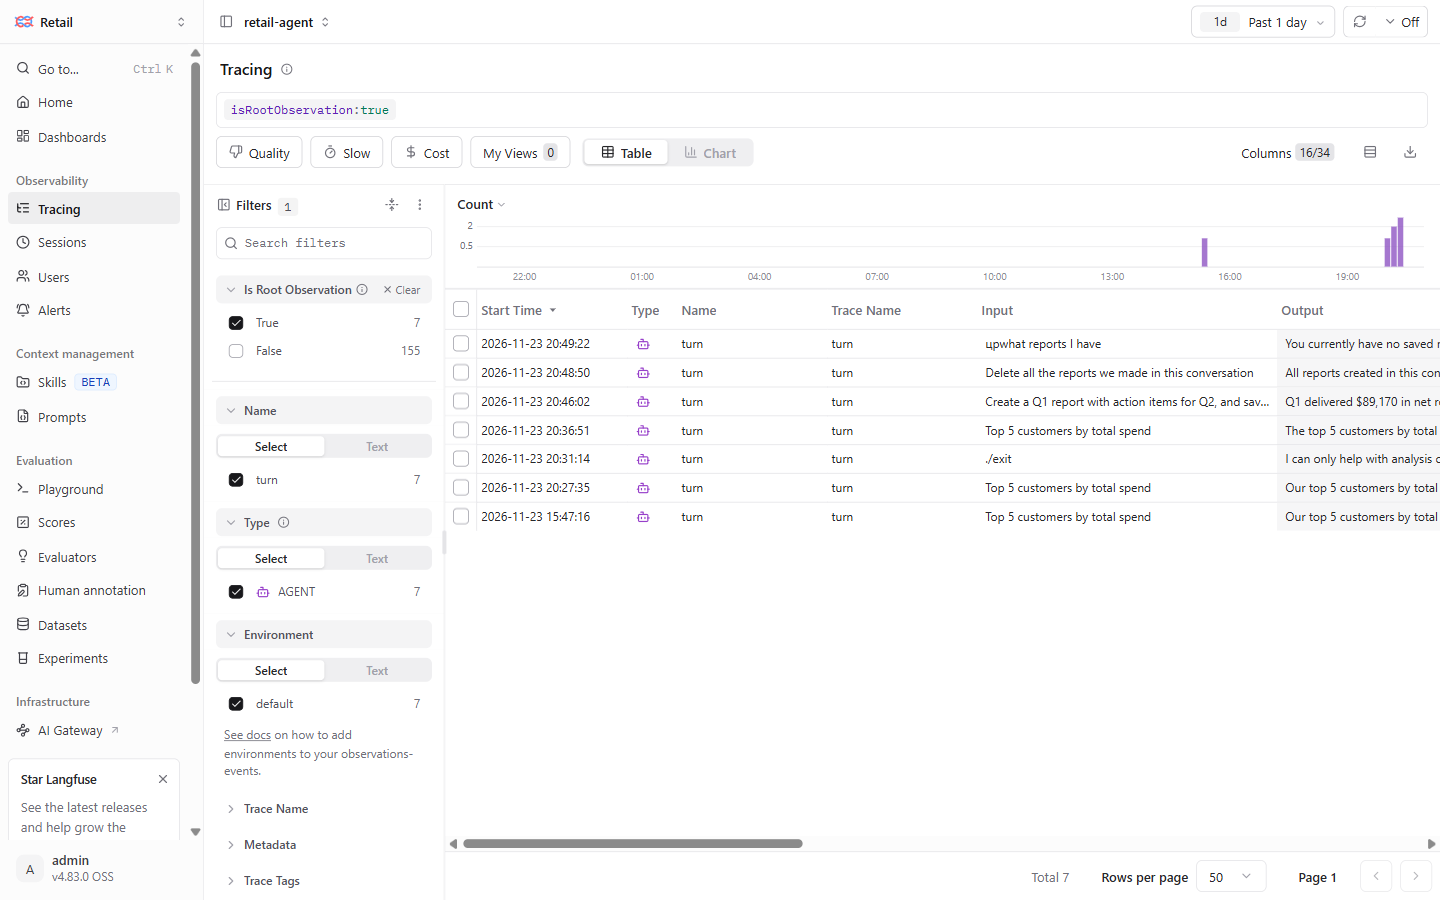 Retail
retail-agent
1d Past 1 day
Off
Go to... Ctrl K
Home
Dashboards
Observability
Tracing
Sessions
Users
Alerts
Context management
Skills BETA
Prompts
Evaluation
Playground
Scores
Evaluators
Human annotation
Datasets
Experiments
Infrastructure
AI Gateway
Star Langfuse
See the latest releases
and help grow the
A
admin
v4.83.0 OSS
Tracing
isRootObservation:true
Quality
Slow
Cost
My Views 0
Table
Chart
Columns 16/34
Filters 1
Search filters
Is Root Observation Clear
True 7
False 155
Name
Select Text
turn 7
Type
Select Text
AGENT 7
Environment
Select Text
default 7
See docs on how to add
environments to your observations-
events.
Trace Name
Metadata
Trace Tags
Count
2
0.5
22:00 01:00 04:00 07:00 10:00 13:00 16:00 19:00
Start Time Type Name Trace Name Input Output
2026-11-23 20:49:22 turn turn цpwhat reports I have You currently have no saved r
2026-11-23 20:48:50 turn turn Delete all the reports we made in this conversation All reports created in this con
2026-11-23 20:46:02 turn turn Create a Q1 report with action items for Q2, and sav... Q1 delivered $89,170 in net r
2026-11-23 20:36:51 turn turn Top 5 customers by total spend The top 5 customers by total
2026-11-23 20:31:14 turn turn ./exit I can only help with analysis o
2026-11-23 20:27:35 turn turn Top 5 customers by total spend Our top 5 customers by total
2026-11-23 15:47:16 turn turn Top 5 customers by total spend Our top 5 customers by total
Total 7 Rows per page 50 Page 1